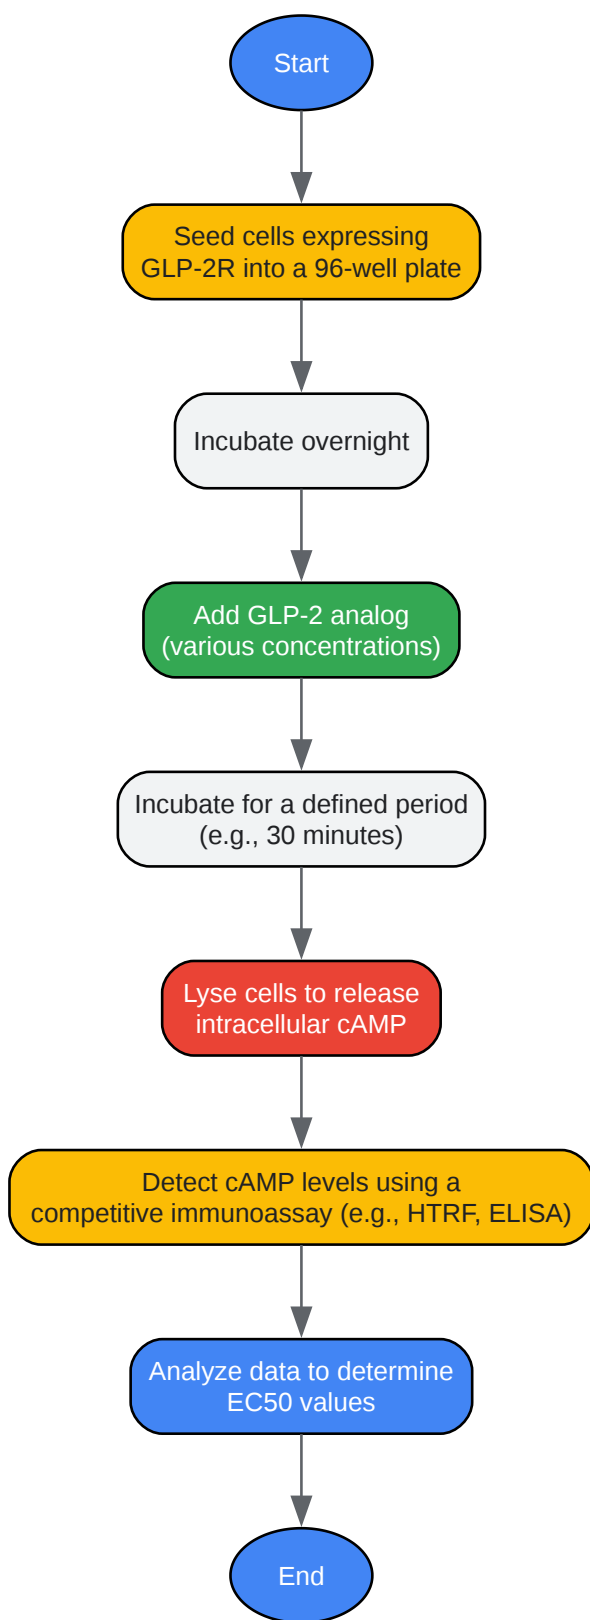 Start
Seed cells expressing
GLP-2R into a 96-well plate
Incubate overnight
Add GLP-2 analog
(various concentrations)
Incubate for a defined period
(e.g., 30 minutes)
Lyse cells to release
intracellular cAMP
Detect cAMP levels using a
competitive immunoassay (e.g., HTRF, ELISA)
Analyze data to determine
EC50 values
End